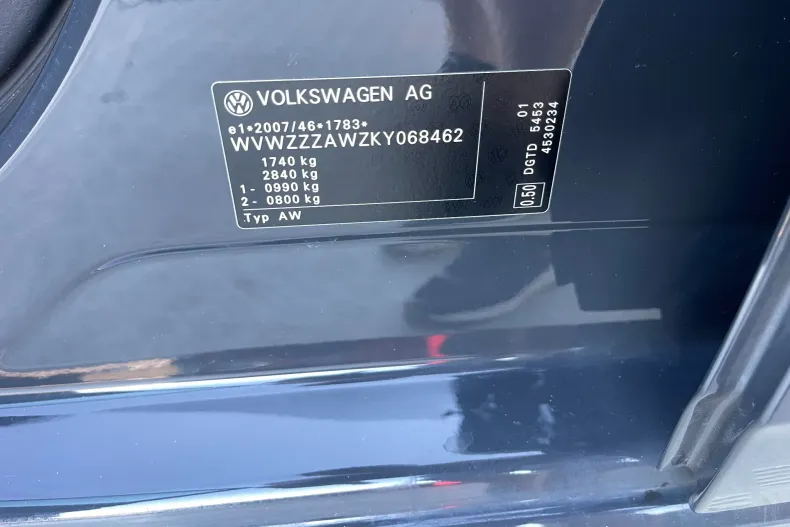 VOLKSWAGEN AG
e1*2007/46*1783*
WVWZZZAWZKY068462
1740 kg
2840 kg
1- 0990 kg
2- 0800 kg
Typ AW
0.50 DGTD 5453 01
4530234